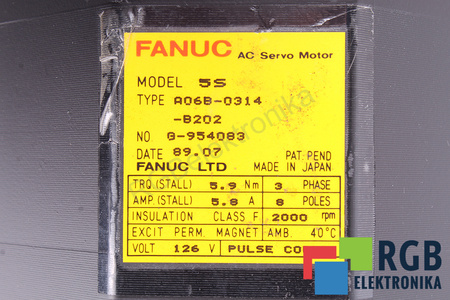 FANUC AC Servo Motor
MODEL 5S
TYPE A06B-0314
-B202
NO G-954083
DATE 89.07
PAT. PEND
FANUC LTD MADE IN JAPAN
TRQ.(STALL) 5.9 Nm 3 PHASE
AMP.(STALL) 5.8 A 8 POLES
INSULATION CLASS F 2000 rpm
EXCIT PERM. MAGNET AMB. 40°C
VOLT 126 V PULSE CO
RGB
ELEKTRONIKA